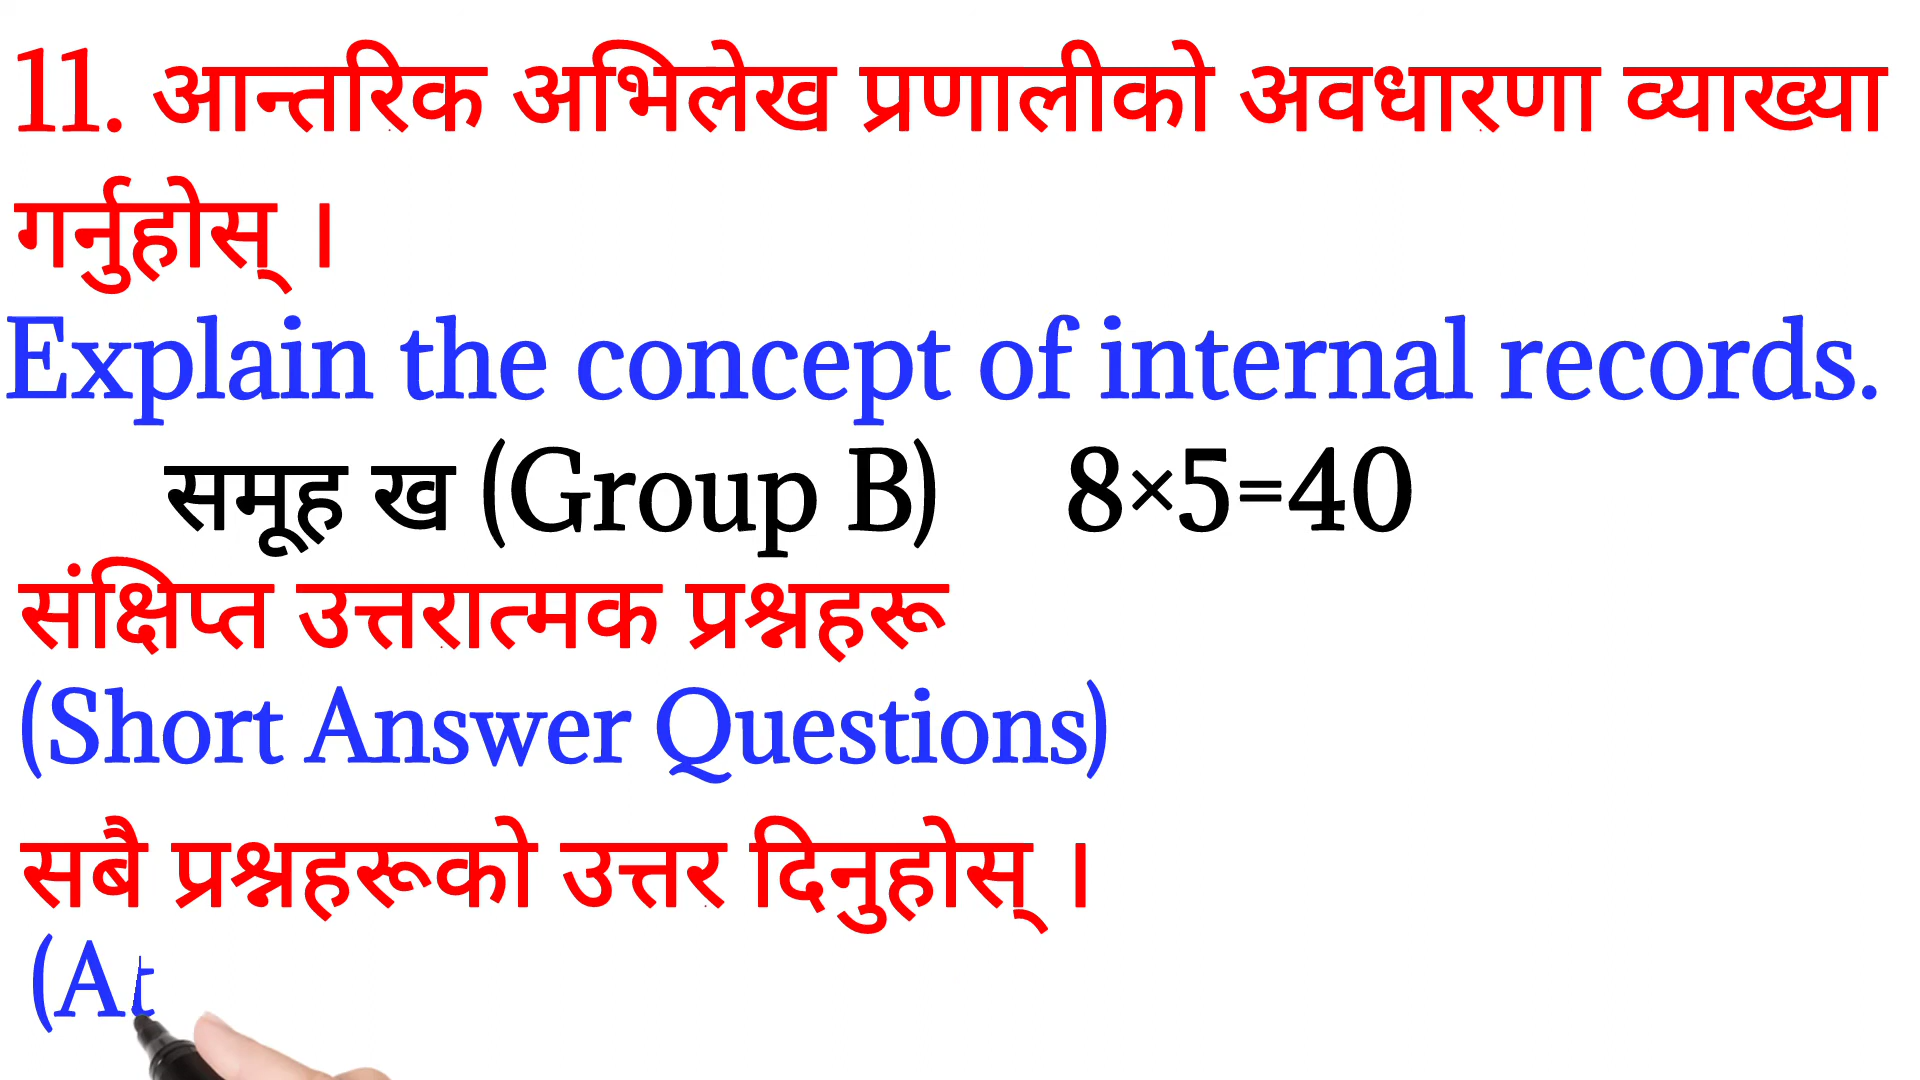 11. आन्तरिक अभिलेख प्रणालीको अवधारणा व्याख्या
गर्नुहोस् ।
Explain the concept of internal records.
समूह ख (Group B) 8×5=40
संक्षिप्त उत्तरात्मक प्रश्नहरू
(Short Answer Questions)
सबै प्रश्नहरूको उत्तर दिनुहोस् ।
(At